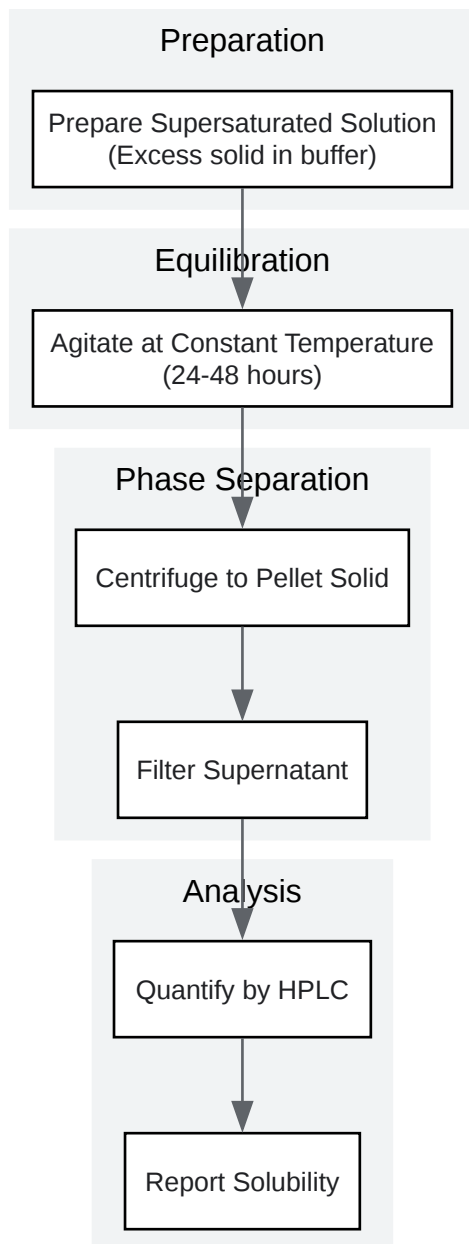 Preparation
Prepare Supersaturated Solution
(Excess solid in buffer)
Equilibration
Agitate at Constant Temperature
(24-48 hours)
Phase Separation
Centrifuge to Pellet Solid
Filter Supernatant
Analysis
Quantify by HPLC
Report Solubility